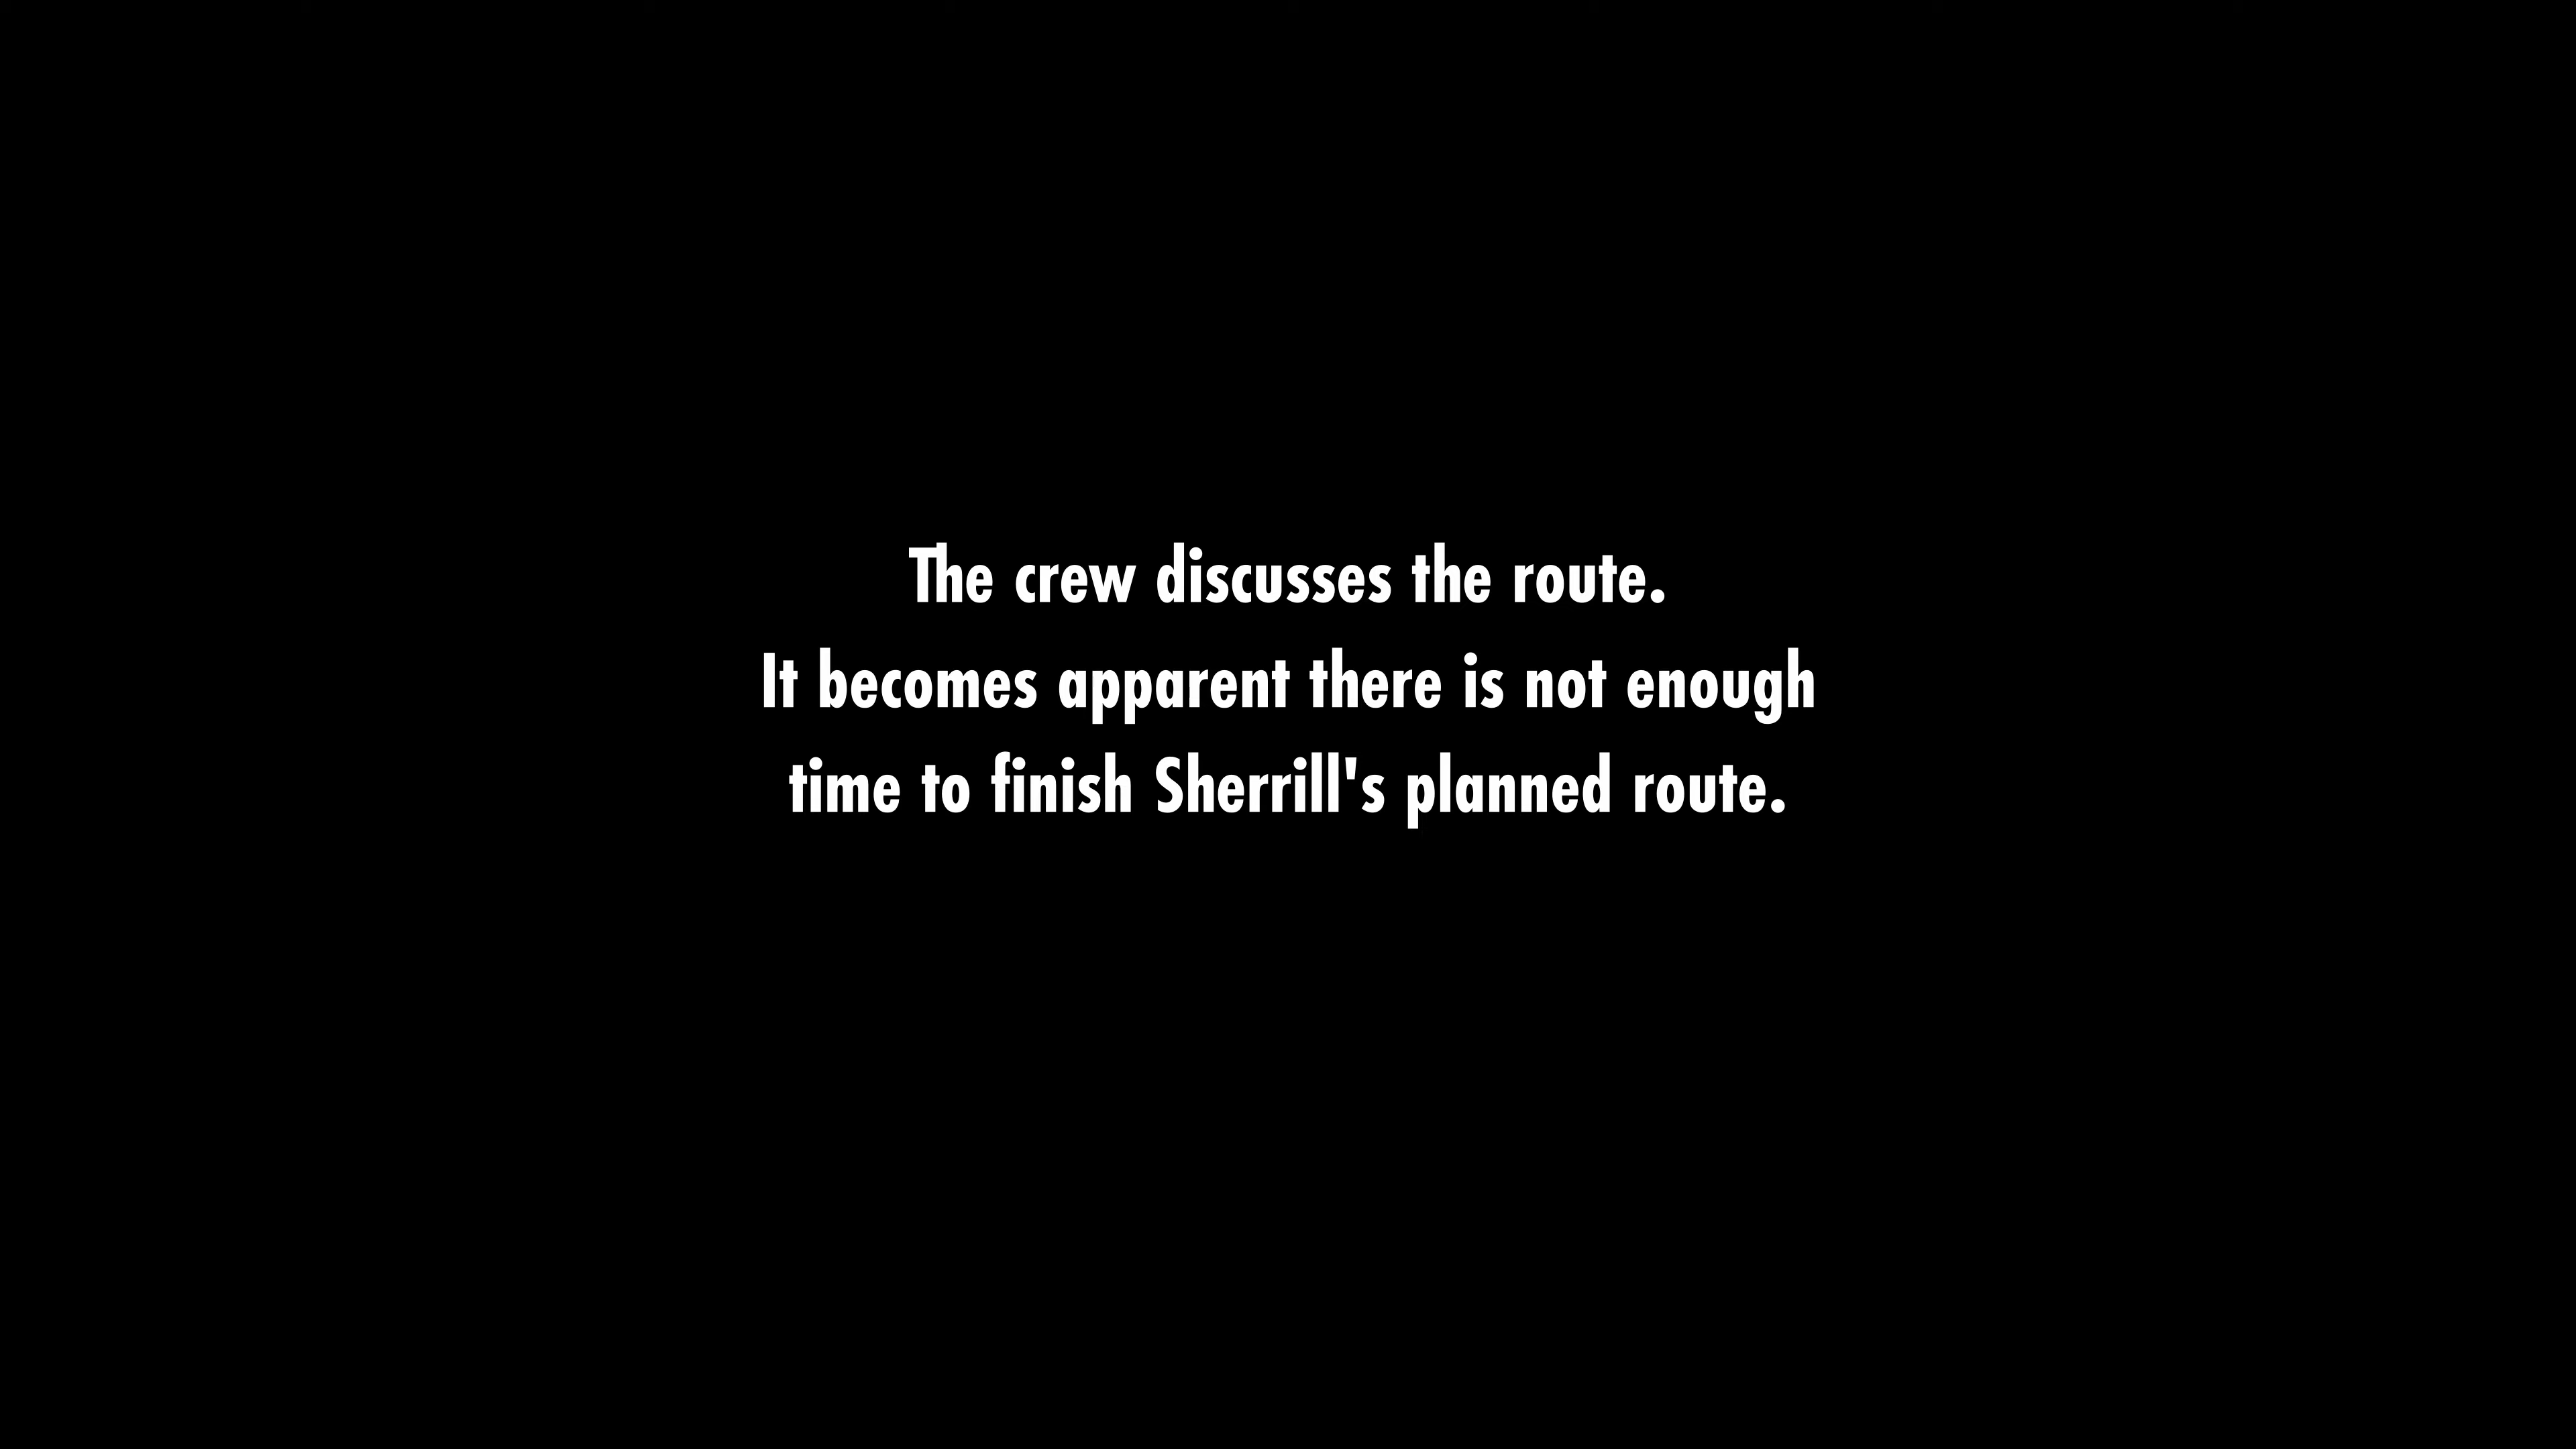 The crew discusses the route.
It becomes apparent there is not enough
time to finish Sherrill's planned route.